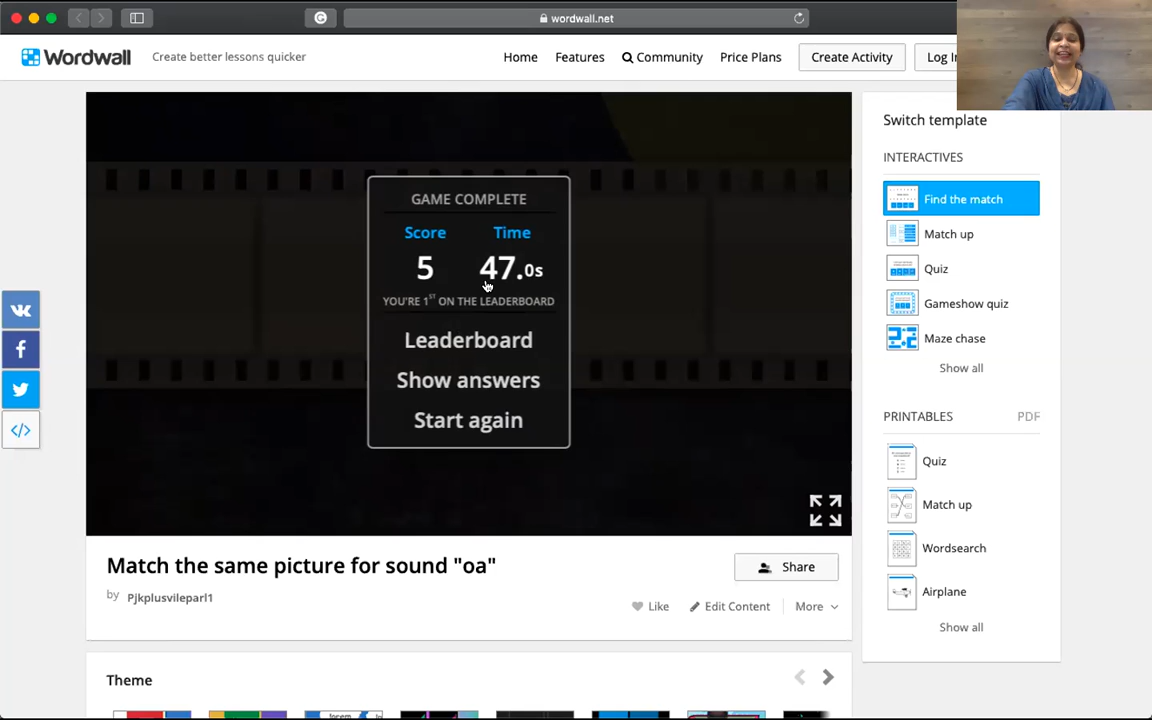 wordwall.net
Wordwall
Create better lessons quicker
Home
Features
Community
Price Plans
Create Activity
Log
GAME COMPLETE
Score
Time
5
47.0s
YOU'RE 1ST ON THE LEADERBOARD
Leaderboard
Show answers
Start again
Match the same picture for sound "oa"
by
Pjkplusvileparl1
Share
Like
Edit Content
More
Theme
Switch template
INTERACTIVES
Find the match
Match up
Quiz
Gameshow quiz
Maze chase
Show all
PRINTABLES
PDF
Quiz
Match up
Wordsearch
Airplane
Show all